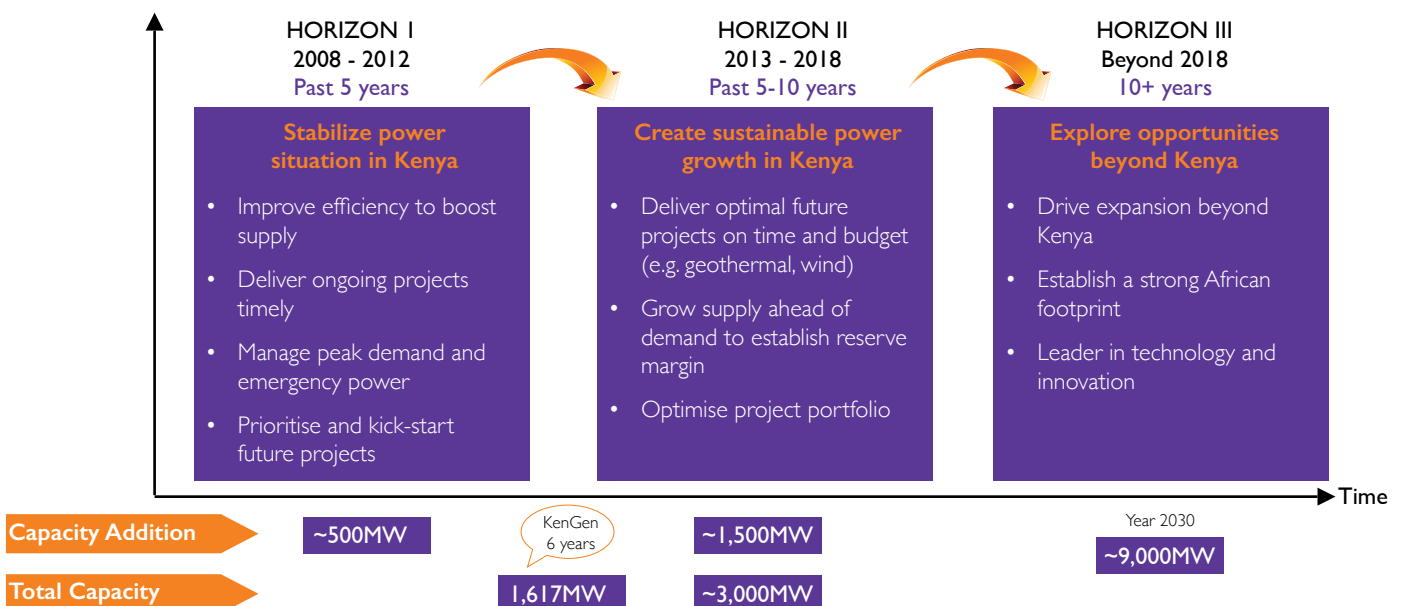 HORIZON I
2008 - 2012
Past 5 years
Stabilize power
situation in Kenya
• Improve efficiency to boost
supply
• Deliver ongoing projects
timely
• Manage peak demand and
emergency power
• Prioritise and kick-start
future projects
HORIZON II
2013 - 2018
Past 5-10 years
Create sustainable power
growth in Kenya
• Deliver optimal future
projects on time and budget
(e.g. geothermal, wind)
• Grow supply ahead of
demand to establish reserve
margin
• Optimise project portfolio
HORIZON III
Beyond 2018
10+ years
Explore opportunities
beyond Kenya
• Drive expansion beyond
Kenya
• Establish a strong African
footprint
• Leader in technology and
innovation
Time
Capacity Addition
~500MW
KenGen
6 years
~1,500MW
Year 2030
~9,000MW
Total Capacity
1,617MW
~3,000MW